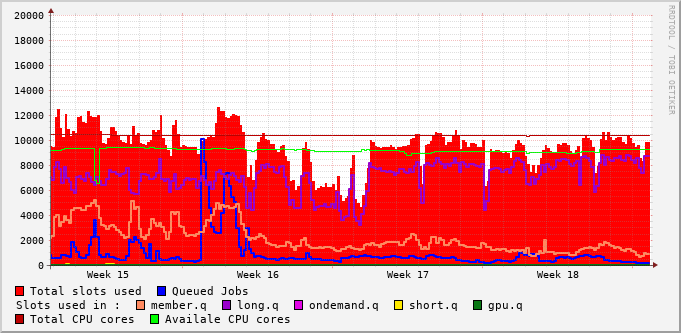 20000
18000
16000
14000
12000
10000
8000
6000
4000
2000
0
Week 15 Week 16 Week 17 Week 18
Total slots used Queued Jobs
Slots used in : member.q long.q ondemand.q short.q gpu.q
Total CPU cores Availale CPU cores
RRDTOOL / TOBI OETIKER